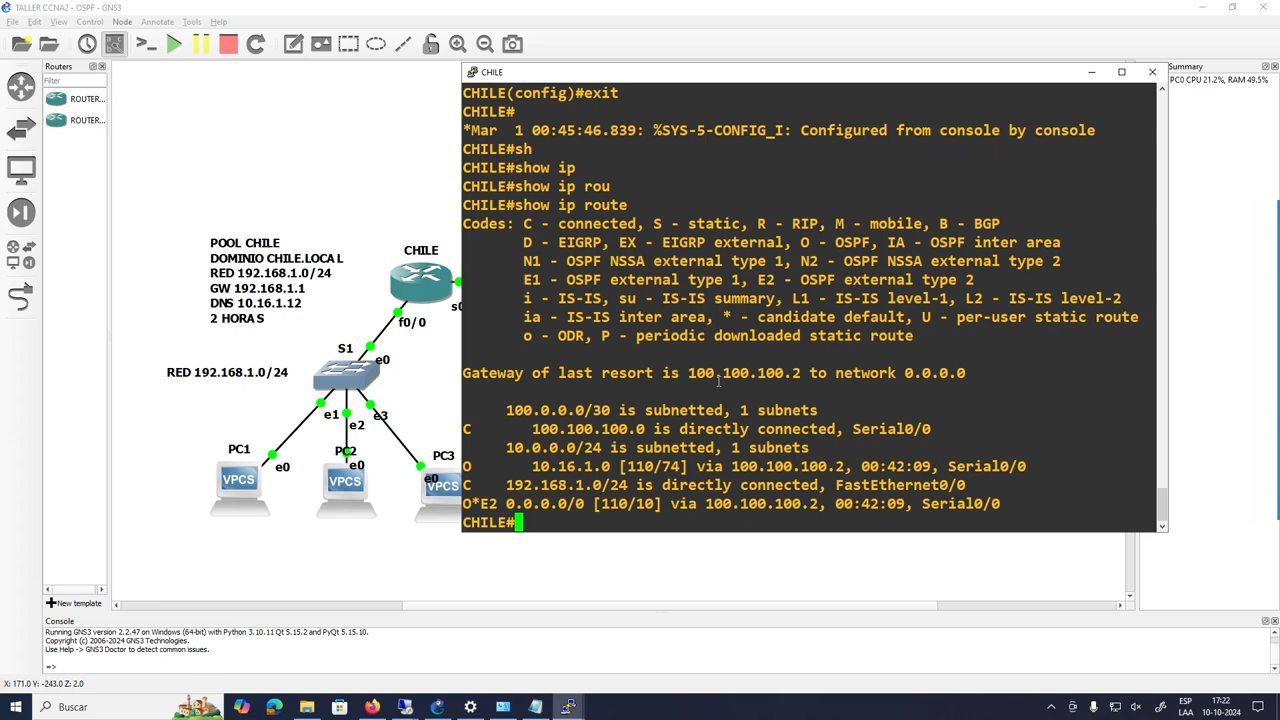 TALLER CCNA2 - OSPF - GNS3
File Edit View Control Node Annotate Tools Help
Routers
Filter
ROUTER...
ROUTER...
New template
POOL CHILE
DOMINIO CHILE.LOCAL
RED 192.168.1.0/24
GW 192.168.1.1
DNS 10.16.1.12
2 HORAS
CHILE
f0/0
S1
e0
RED 192.168.1.0/24
e1
e2
e3
PC1
e0
VPCS
PC2
e0
VPCS
PC3
e0
VPCS
CHILE
CHILE(config)#exit
CHILE#
*Mar  1 00:45:46.839: %SYS-5-CONFIG_I: Configured from console by console
CHILE#sh
CHILE#show ip
CHILE#show ip rou
CHILE#show ip route
Codes: C - connected, S - static, R - RIP, M - mobile, B - BGP
D - EIGRP, EX - EIGRP external, O - OSPF, IA - OSPF inter area
N1 - OSPF NSSA external type 1, N2 - OSPF NSSA external type 2
E1 - OSPF external type 1, E2 - OSPF external type 2
i - IS-IS, su - IS-IS summary, L1 - IS-IS level-1, L2 - IS-IS level-2
ia - IS-IS inter area, * - candidate default, U - per-user static route
o - ODR, P - periodic downloaded static route
Gateway of last resort is 100.100.100.2 to network 0.0.0.0
100.0.0.0/30 is subnetted, 1 subnets
C       100.100.100.0 is directly connected, Serial0/0
10.0.0.0/24 is subnetted, 1 subnets
O       10.16.1.0 [110/74] via 100.100.100.2, 00:42:09, Serial0/0
C    192.168.1.0/24 is directly connected, FastEthernet0/0
O*E2 0.0.0.0/0 [110/10] via 100.100.100.2, 00:42:09, Serial0/0
CHILE#
Summary
PC0 CPU 21.2%, RAM 49.5%
Console
Running GNS3 version 2.2.47 on Windows (64-bit) with Python 3.10.11 Qt 5.15.2 and PyQt 5.15.10.
Copyright (c) 2006-2024 GNS3 Technologies.
Use Help -> GNS3 Doctor to detect common issues.
=>
X: 171.0 Y: -243.0 Z: 2.0
Buscar
ESP
LAA
17:22
10-10-2024